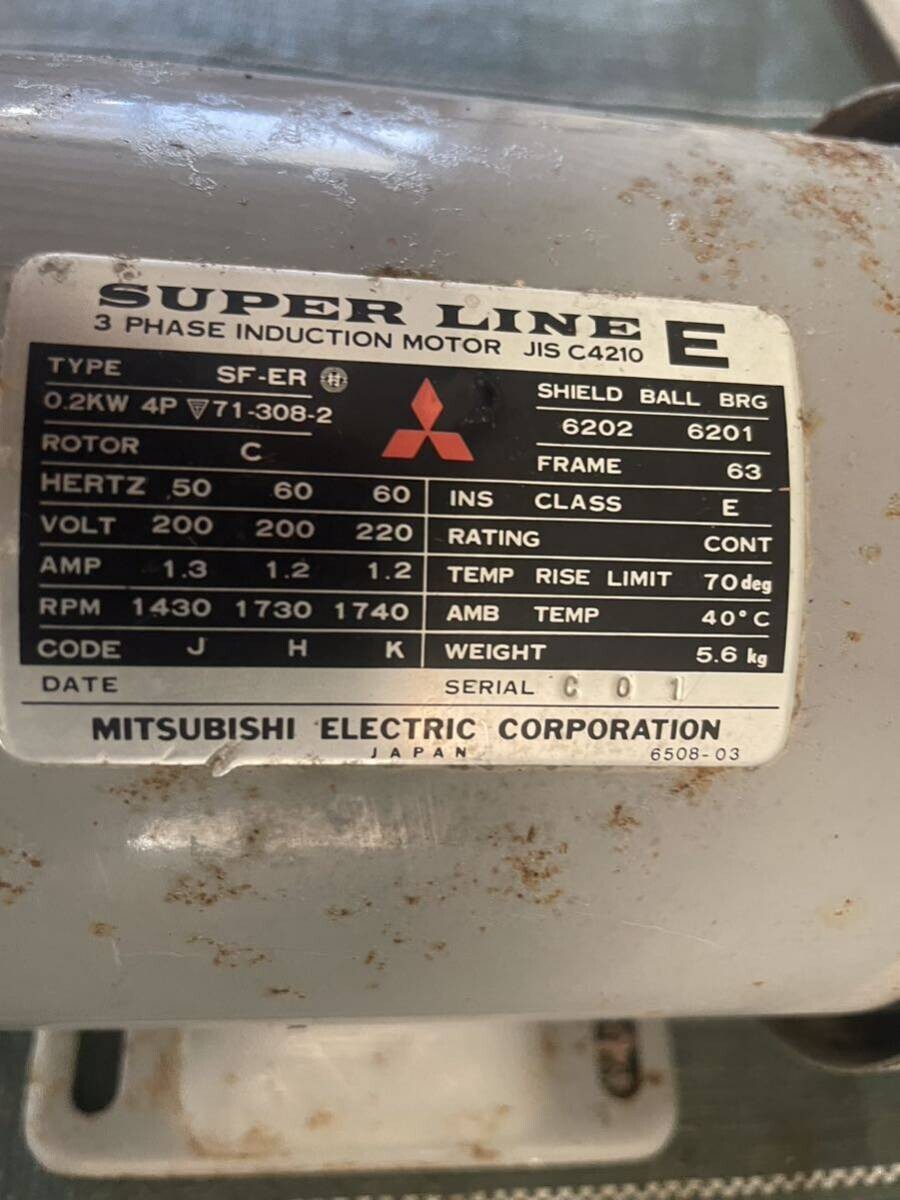 SUPER LINE E
3 PHASE INDUCTION MOTOR JIS C4210
TYPE SF-ER
0.2KW 4P 71-308-2
ROTOR C
SHIELD BALL BRG
6202 6201
FRAME 63
HERTZ 50 60 60
VOLT 200 200 220
AMP 1.3 1.2 1.2
RPM 1430 1730 1740
CODE J H K
INS CLASS E
RATING CONT
TEMP RISE LIMIT 70deg
AMB TEMP 40°C
WEIGHT 5.6 kg
DATE
SERIAL C 0 1
MITSUBISHI ELECTRIC CORPORATION
JAPAN
6508-03